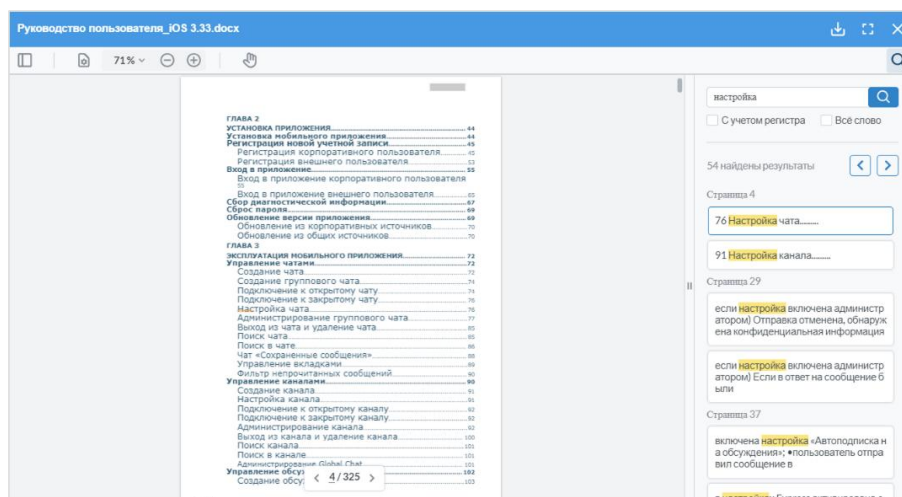 Руководство пользователя_iOS 3.33.docx
71%
ГЛАВА 2
УСТАНОВКА ПРИЛОЖЕНИЯ 44
Установка мобильного приложения 44
Регистрация новой учетной записи 45
Регистрация корпоративного пользователя 45
Регистрация внешнего пользователя 53
Вход в приложение 55
Вход в приложение корпоративного пользователя
55
Вход в приложение внешнего пользователя 65
Сбор диагностической информации 67
Сброс пароля 69
Обновление версии приложения 69
Обновление из корпоративных источников 70
Обновление из общих источников 70
ГЛАВА 3
ЭКСПЛУАТАЦИЯ МОБИЛЬНОГО ПРИЛОЖЕНИЯ 72
Управление чатами 72
Создание чата 72
Создание группового чата 74
Подключение к открытому чату 74
Подключение к закрытому чату 76
Настройка чата 76
Администрирование группового чата 77
Выход из чата и удаление чата 85
Поиск чата 85
Поиск в чате 86
Чат «Сохраненные сообщения» 88
Управление вкладками 89
Фильтр непрочитанных сообщений 90
Управление каналами 90
Создание канала 91
Настройка канала 91
Подключение к открытому каналу 92
Подключение к закрытому каналу 92
Администрирование канала 93
Выход из канала и удаление канала 100
Поиск канала 101
Поиск в канале 101
Администрирование Global Chat 101
Управление обсу 102
Создание обсу 103
4 / 325
настройка
С учетом регистра Всё слово
54 найдены результаты
Страница 4
76 Настройка чата.........
91 Настройка канала.........
Страница 29
если настройка включена администр
атором) Отправка отменена, обнаруж
ена конфиденциальная информация
если настройка включена администр
атором) Если в ответ на сообщение б
ыли
Страница 37
включена настройка «Автоподписка н
а обсуждения»; •пользователь отпра
вил сообщение в